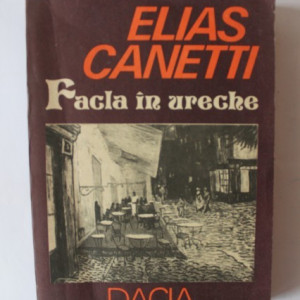 ELIAS
CANETTI
Facla în ureche
DACIA